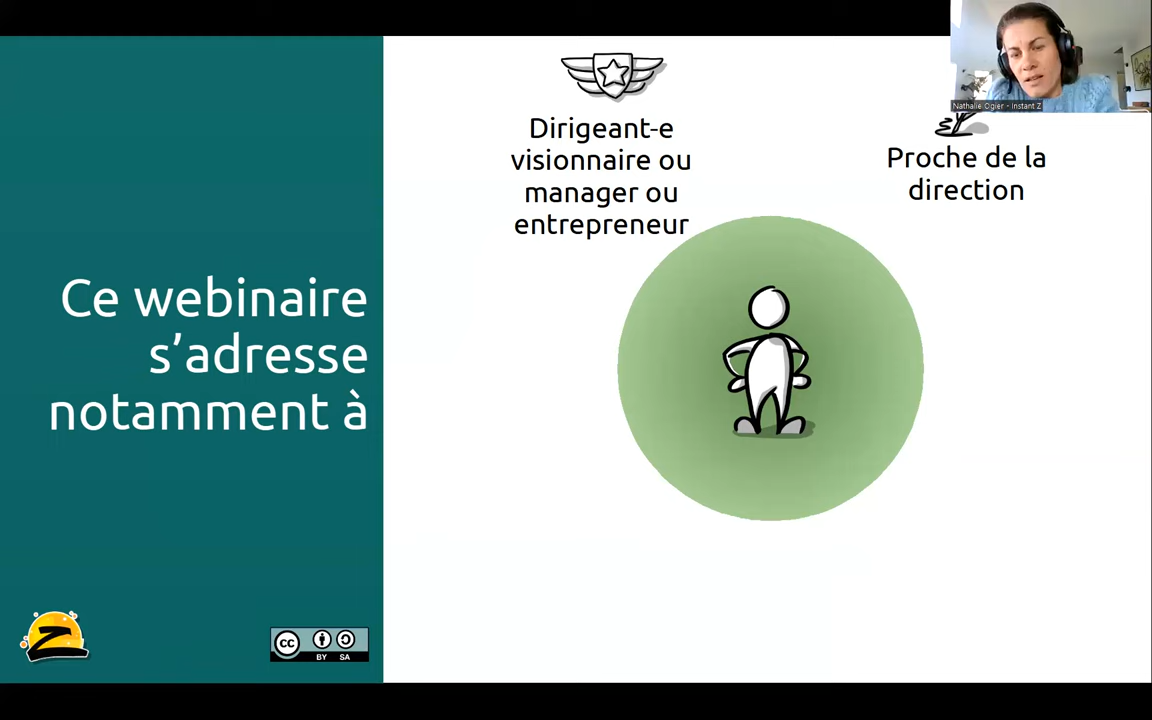 Nathalie Ogier - Instant Z
Dirigeant-e
visionnaire ou
manager ou
entrepreneur
Proche de la
direction
Ce webinaire
s’adresse
notamment à
Z
cc
BY SA